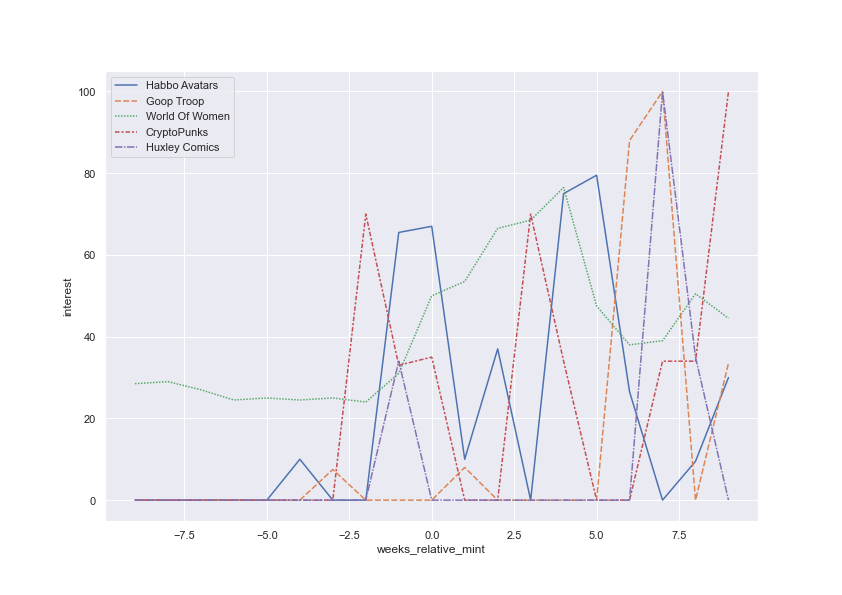 Habbo Avatars
Goop Troop
World Of Women
CryptoPunks
Huxley Comics
100
80
60
40
20
0
interest
−7.5 −5.0 −2.5 0.0 2.5 5.0 7.5
weeks_relative_mint